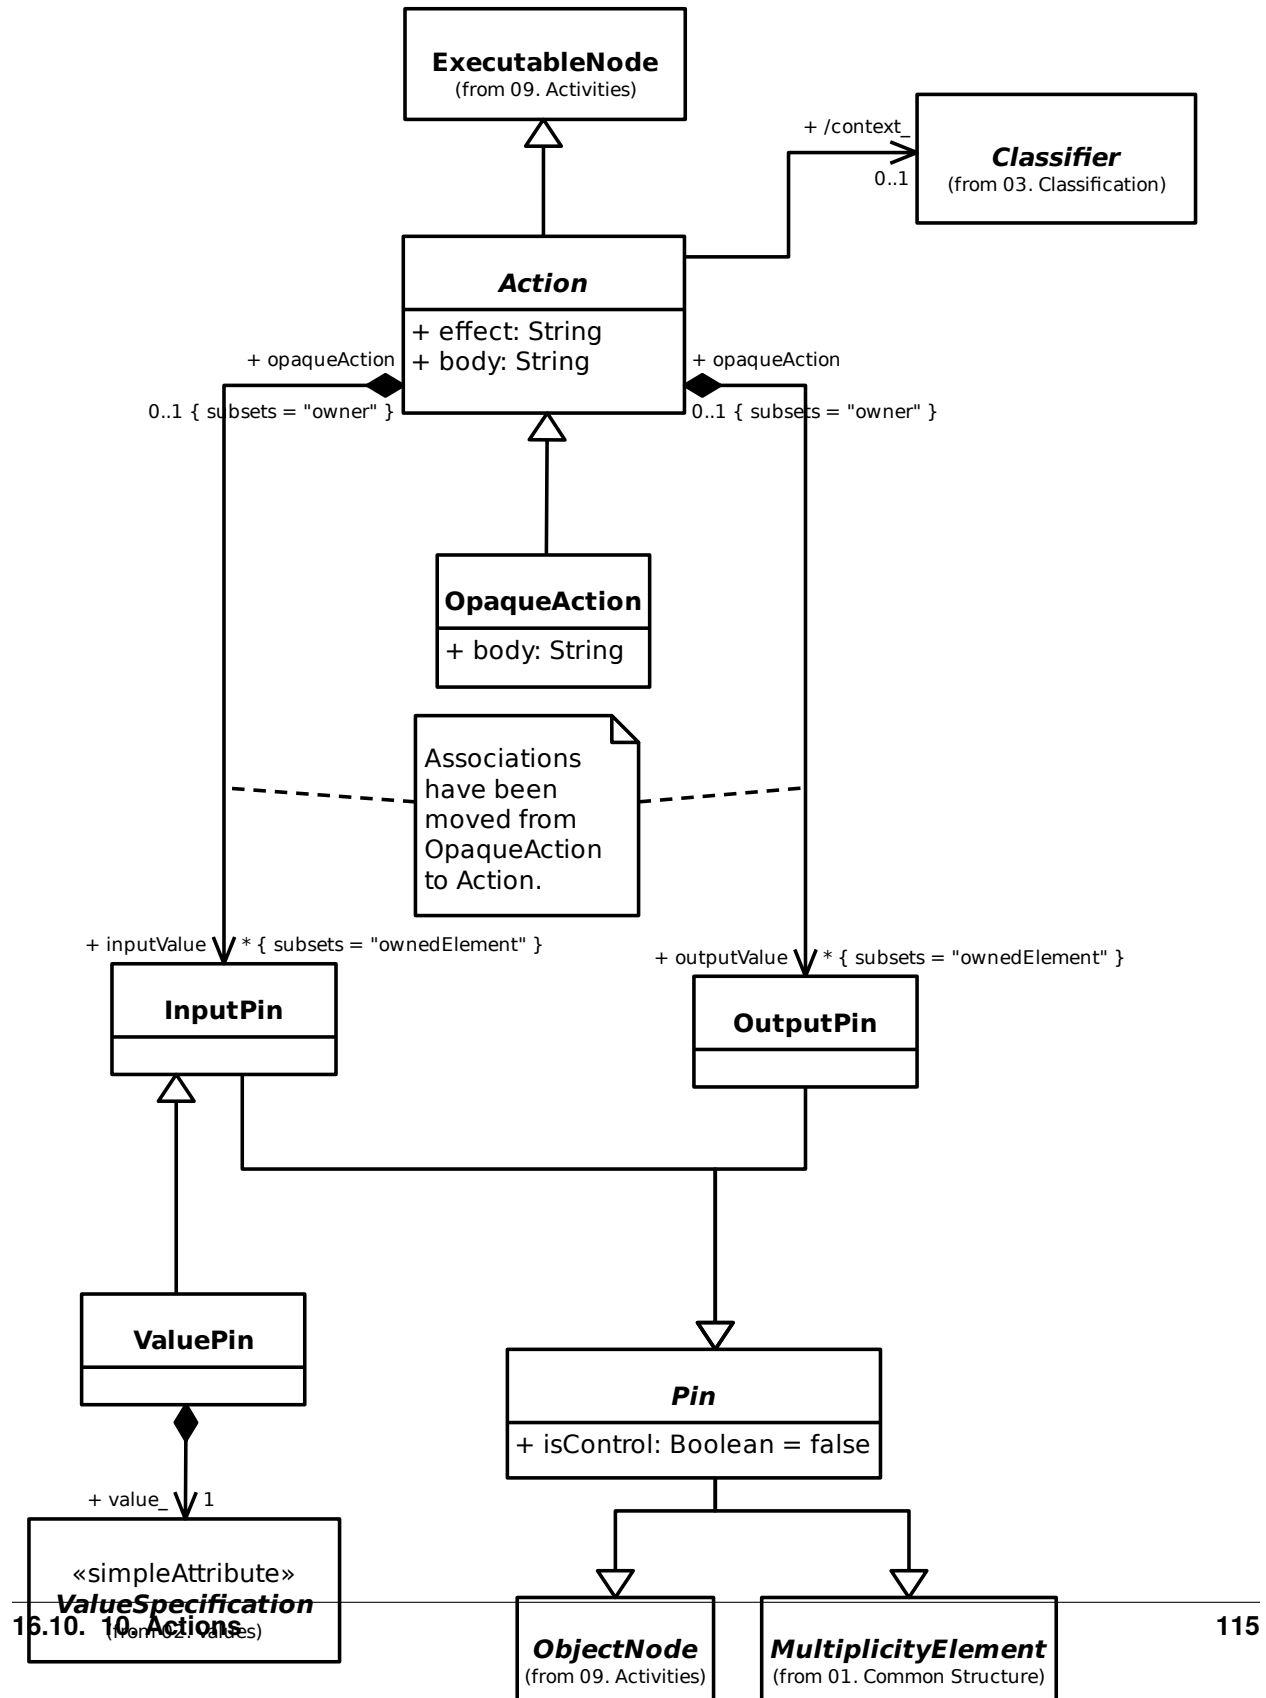 ExecutableNode
(from 09. Activities)
+ /context_
0..1
Classifier
(from 03. Classification)
Action
+ effect: String
+ body: String
+ opaqueAction
0..1 { subsets = "owner" }
+ opaqueAction
0..1 { subsets = "owner" }
OpaqueAction
+ body: String
Associations
have been
moved from
OpaqueAction
to Action.
+ inputValue
* { subsets = "ownedElement" }
+ outputValue
* { subsets = "ownedElement" }
InputPin
OutputPin
ValuePin
Pin
+ isControl: Boolean = false
+ value_
1
«simpleAttribute»
ValueSpecification
(from 02. Values)
ObjectNode
(from 09. Activities)
MultiplicityElement
(from 01. Common Structure)
16.10. 10. Actions
115